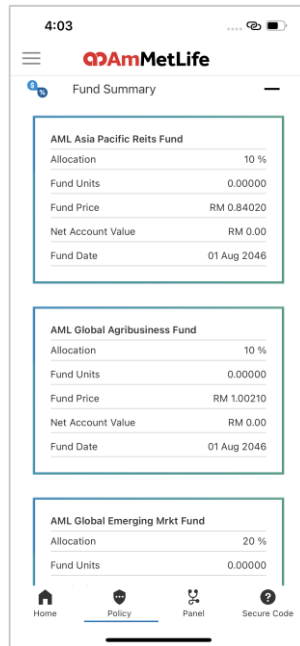 4:03
AmMetLife
Fund Summary
AML Asia Pacific Reits Fund
Allocation 10 %
Fund Units 0.00000
Fund Price RM 0.84020
Net Account Value RM 0.00
Fund Date 01 Aug 2046
AML Global Agribusiness Fund
Allocation 10 %
Fund Units 0.00000
Fund Price RM 1.00210
Net Account Value RM 0.00
Fund Date 01 Aug 2046
AML Global Emerging Mrkt Fund
Allocation 20 %
Fund Units 0.00000
Home Policy Panel Secure Code